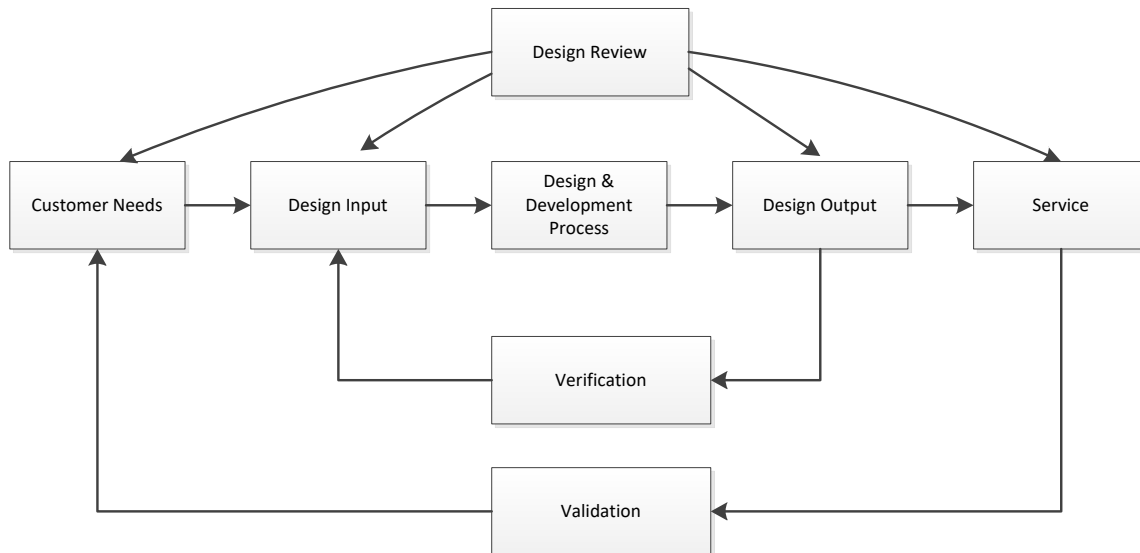 Design Review
Customer Needs
Design Input
Design &
Development
Process
Design Output
Service
Verification
Validation